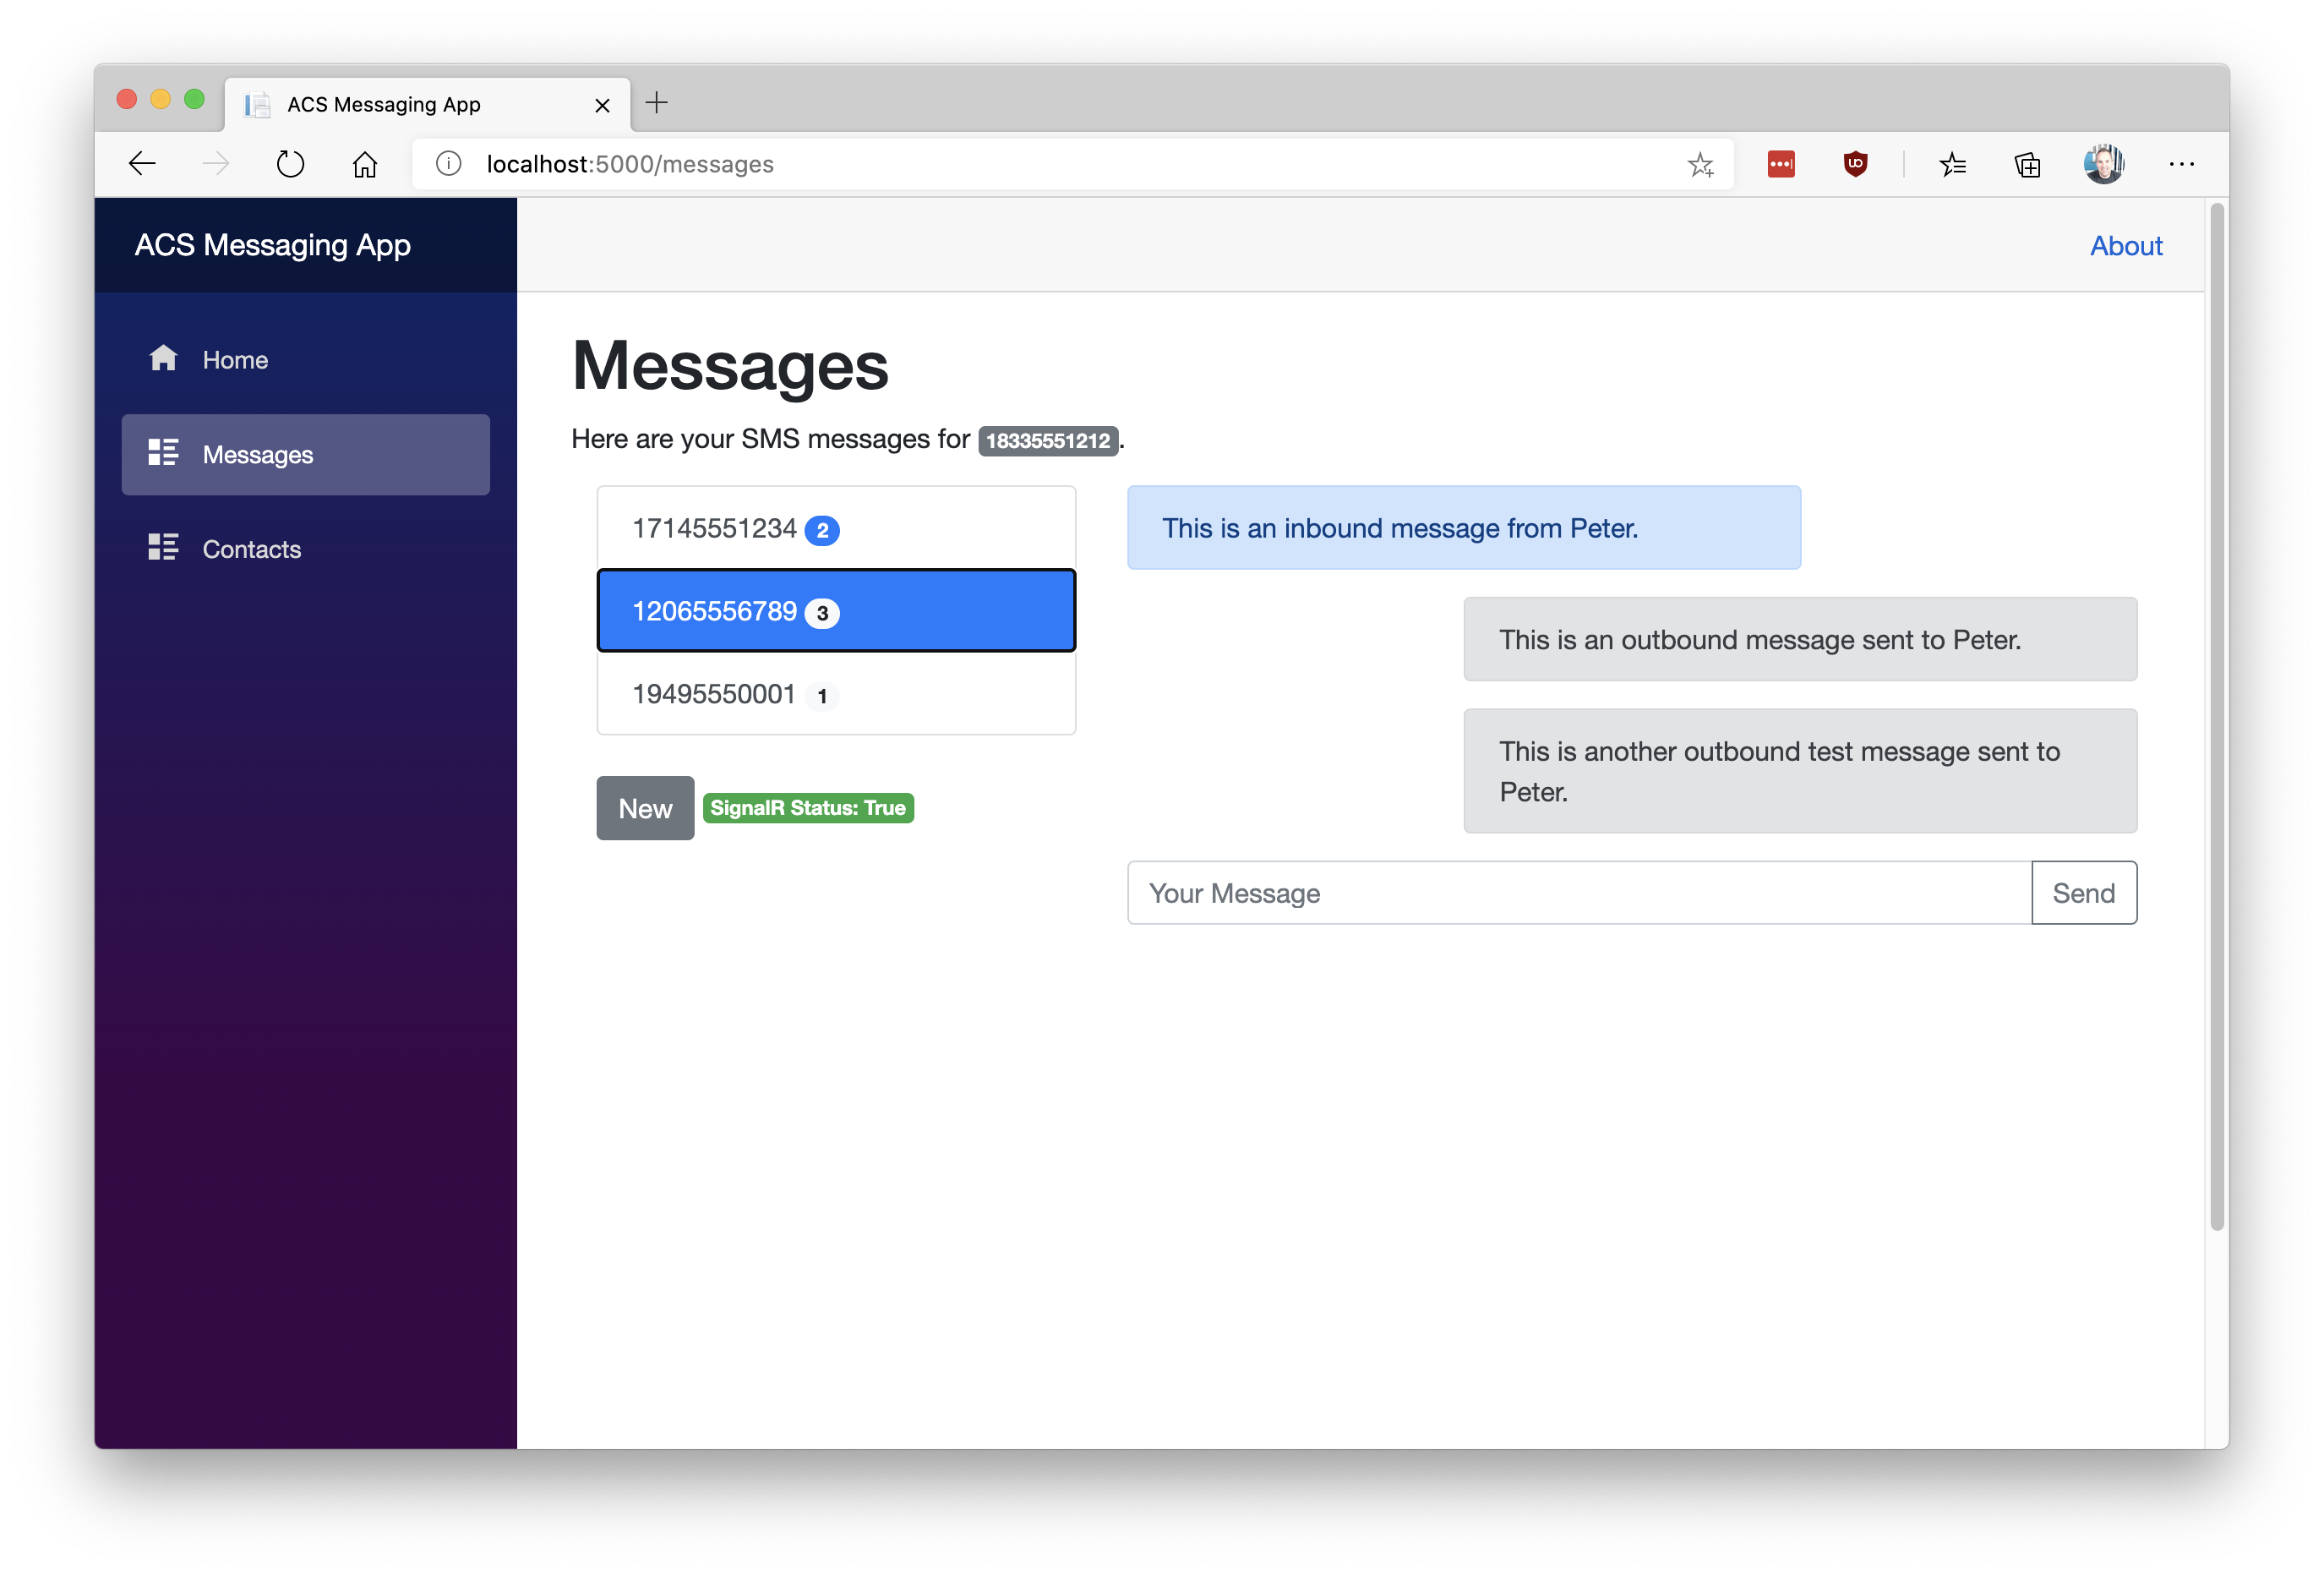 ACS Messaging App
localhost:5000/messages
ACS Messaging App
About
Home
Messages
Contacts
Messages
Here are your SMS messages for 18335551212.
17145551234 2
12065556789 3
19495550001 1
New SignalR Status: True
This is an inbound message from Peter.
This is an outbound message sent to Peter.
This is another outbound test message sent to
Peter.
Your Message
Send